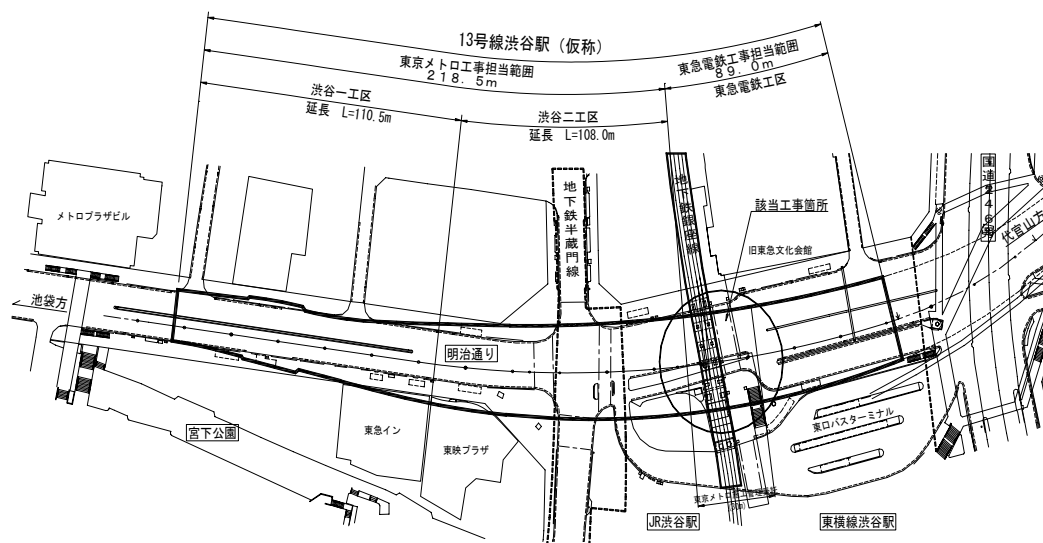 13号線渋谷駅（仮称）
東京メトロ工事担当範囲
218.5m
東急電鉄工事担当範囲
89.0m
東急電鉄工区
渋谷一工区
延長 L=110.5m
渋谷二工区
延長 L=108.0m
メトロプラザビル
地下鉄半蔵門線
地下鉄銀座線
該当工事箇所
旧東急文化会館
国道246号
代官山方
池袋方
明治通り
宮下公園
東急イン
東映プラザ
東口バスターミナル
JR渋谷駅
東横線渋谷駅